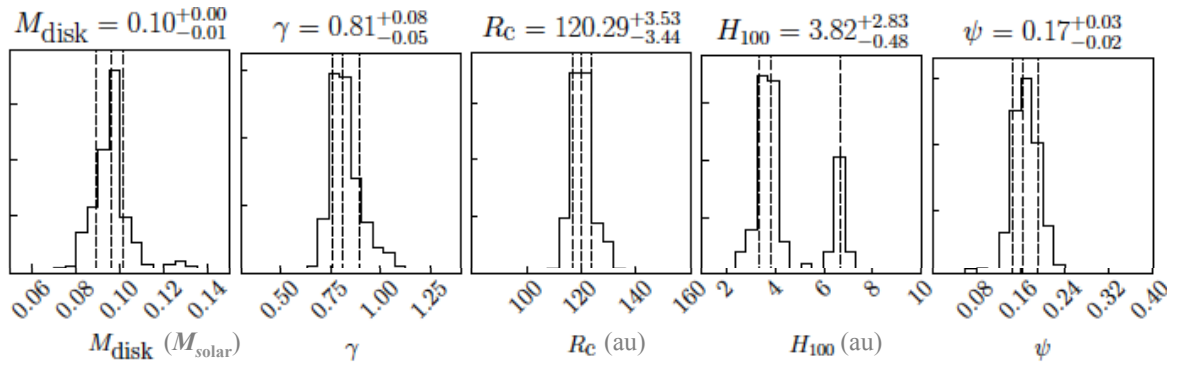 M_disk = 0.10^{+0.00}_{-0.01} γ = 0.81^{+0.08}_{-0.05} R_c = 120.29^{+3.53}_{-3.44} H_100 = 3.82^{+2.83}_{-0.48} ψ = 0.17^{+0.03}_{-0.02}
0.06 0.08 0.10 0.12 0.14 0.50 0.75 1.00 1.25 100 120 140 160 2 4 6 8 10 0.08 0.16 0.24 0.32 0.40
M_disk (M_solar) γ R_c (au) H_100 (au) ψ